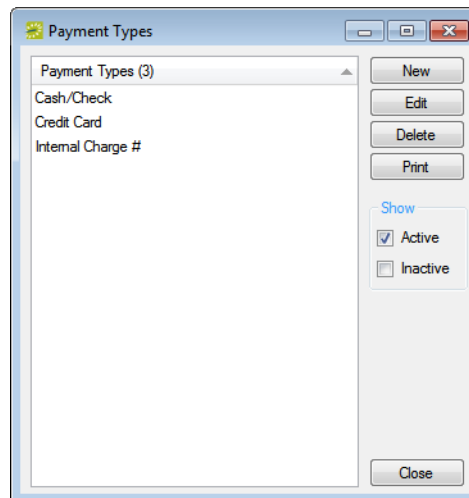 Payment Types
Payment Types (3)
Cash/Check
Credit Card
Internal Charge #
New
Edit
Delete
Print
Show
Active
Inactive
Close